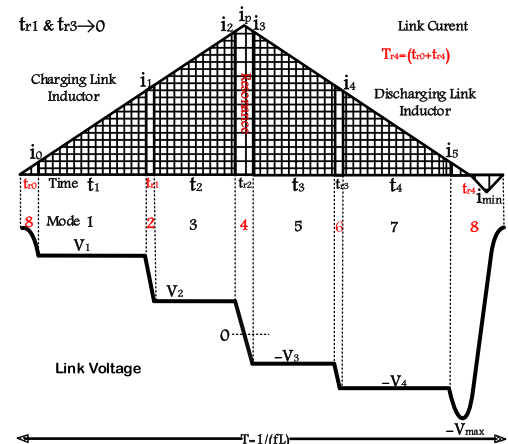 tr1 & tr3→0
i2 ip i3
Link Curent
Tr4=(tr0+tr4)
Charging Link
Inductor
i1
Resonance
i4
Discharging Link
Inductor
i0
i5
tr0 Time t1 tr1 t2 tr2 t3 tr3 t4 tr4
imin
8 Mode 1 2 3 4 5 6 7 8
V1
V2
0
-V3
Link Voltage
-V4
-Vmax
T=1/(fL)